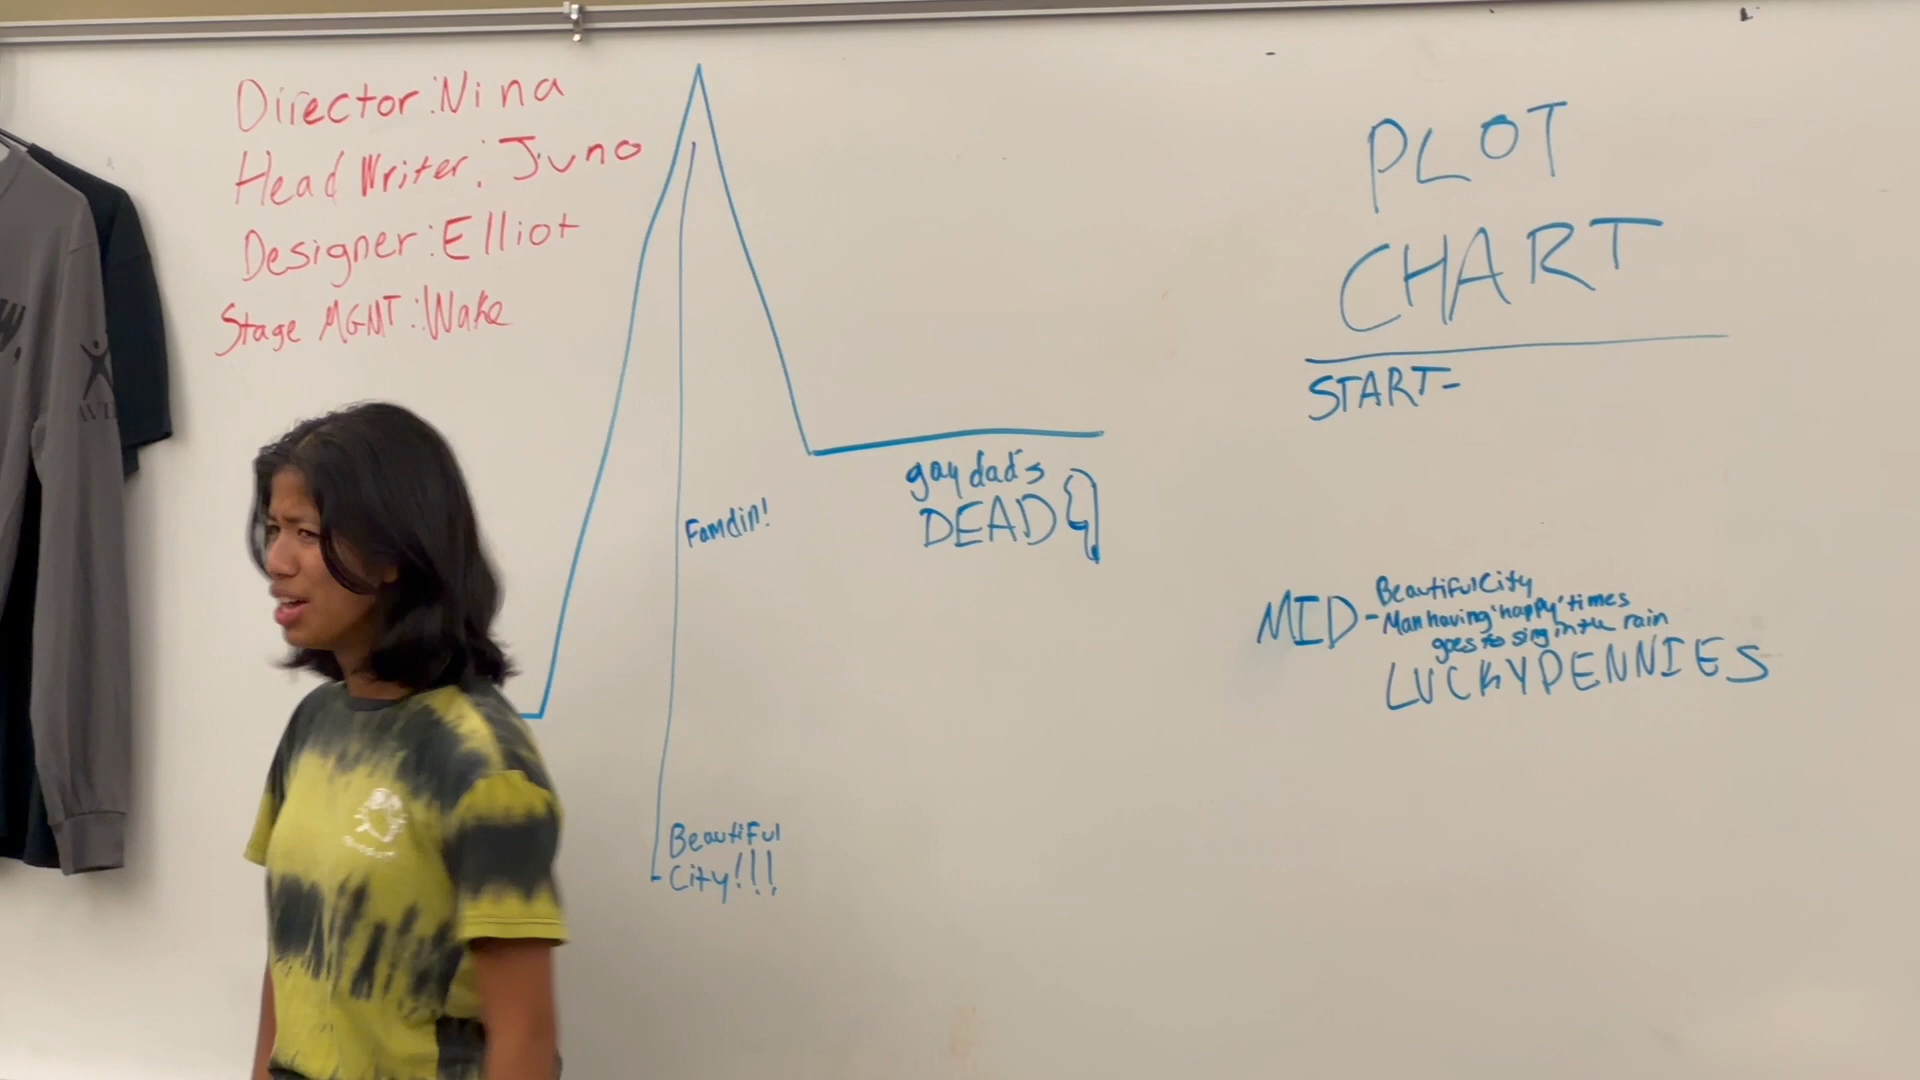 Director: Nina
Head Writer: Juno
Designer: Elliot
Stage MGMT: Wake
Famdin!
Beautiful
City!!!
gay dad's
DEAD
PLOT
CHART
START-
MID-
Beautiful City
-Man having 'happy' times
goes to sing in the rain
LUCKYPENNIES